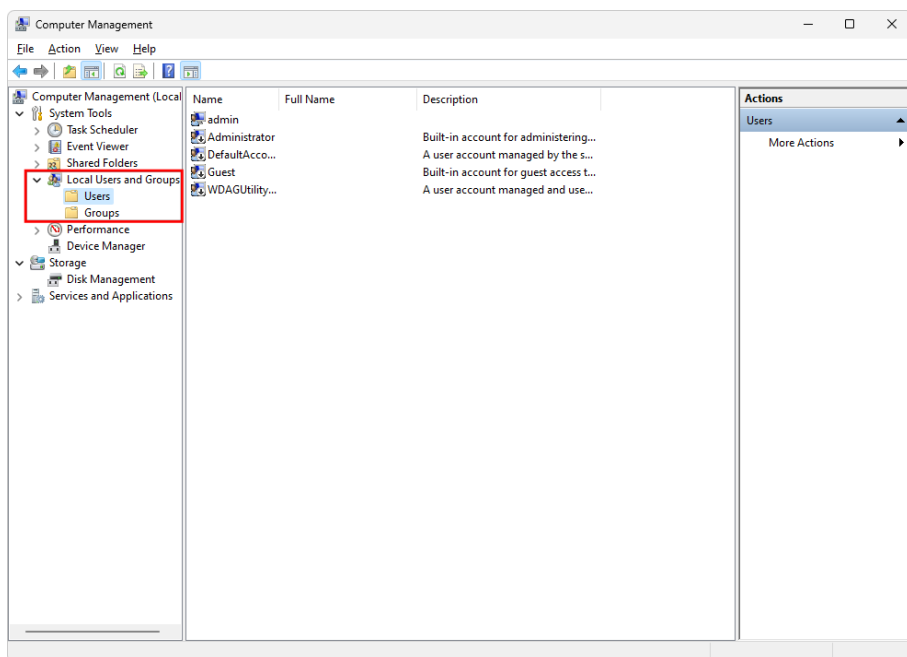 Computer Management
File Action View Help
Computer Management (Local
System Tools
Task Scheduler
Event Viewer
Shared Folders
Local Users and Groups
Users
Groups
Performance
Device Manager
Storage
Disk Management
Services and Applications
Name Full Name Description
admin
Administrator Built-in account for administering...
DefaultAcco... A user account managed by the s...
Guest Built-in account for guest access t...
WDAGUtility... A user account managed and use...
Actions
Users
More Actions